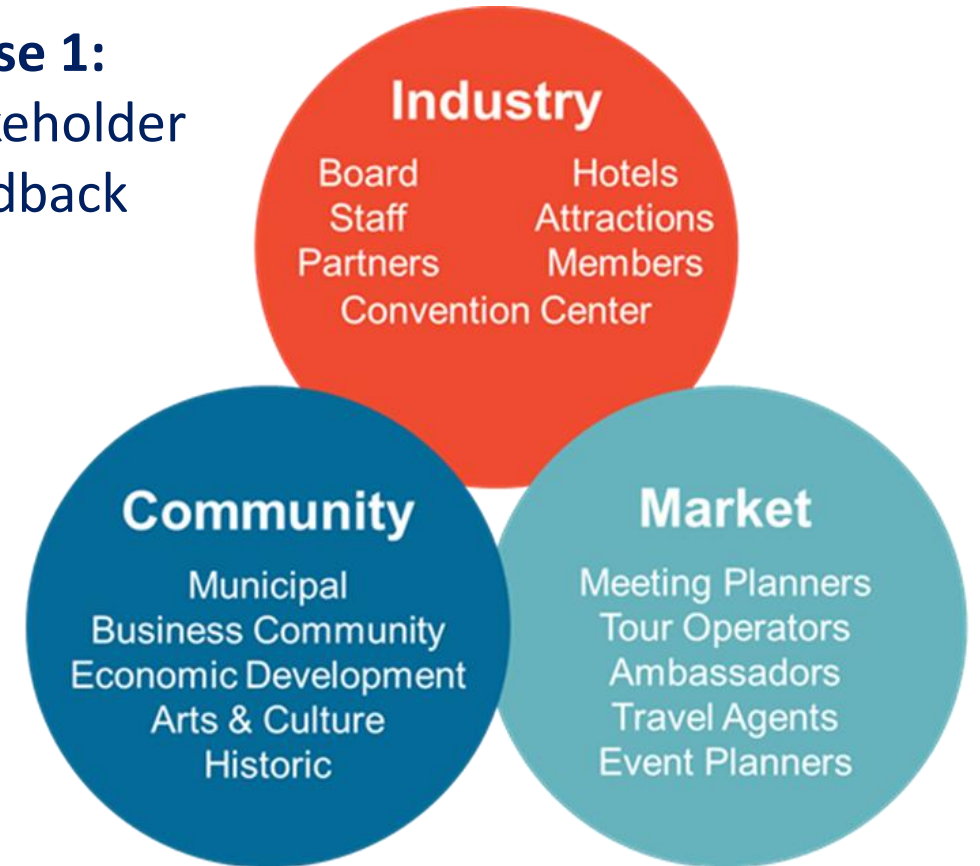 se 1:
keholder
dback
Industry
Board Hotels
Staff Attractions
Partners Members
Convention Center
Community
Municipal
Business Community
Economic Development
Arts & Culture
Historic
Market
Meeting Planners
Tour Operators
Ambassadors
Travel Agents
Event Planners